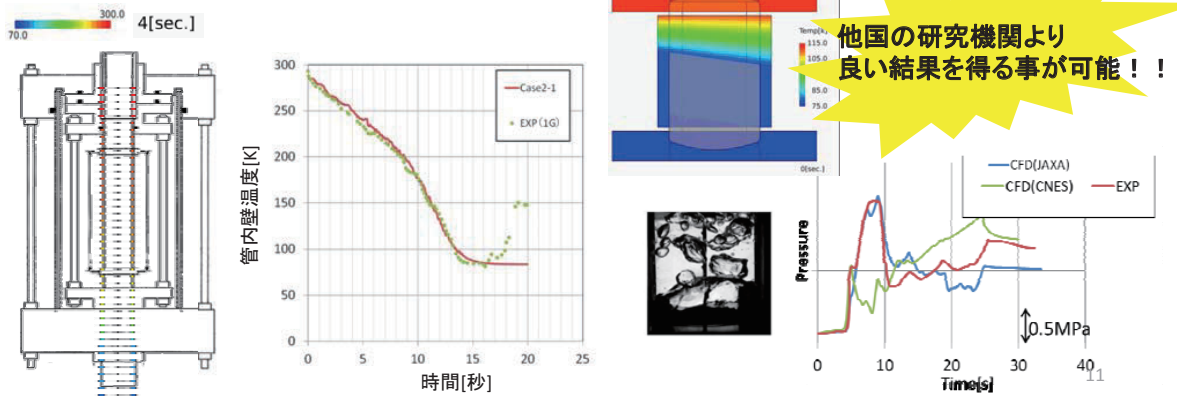 300.0
70.0
4[sec.]
管内壁温度[K]
300
250
200
150
100
50
0
0
5
10
15
20
時間[秒]
Case2-1
EXP(1G)
Temp[K]
115.0
105.0
95.0
85.0
75.0
0[sec.]
他国の研究機関より
良い結果を得る事が可能！！
CFD(JAXA)
CFD(CNES)
EXP
Pressure
0.5MPa
0
10
20
30
40
Time[s]
11